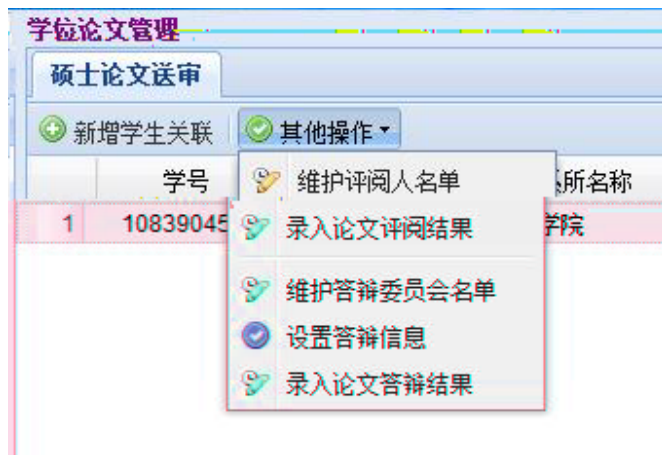 学位论文管理
硕士论文送审
新增学生关联 其他操作
学号 所名称
1 10839045 学院
维护评阅人名单
录入论文评阅结果
维护答辩委员会名单
设置答辩信息
录入论文答辩结果